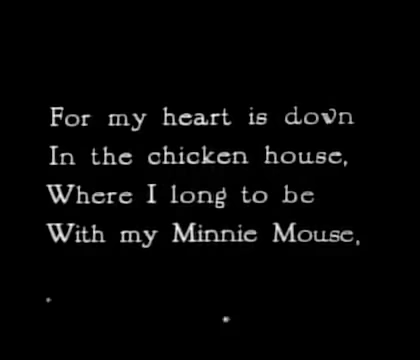 For my heart is down
In the chicken house,
Where I long to be
With my Minnie Mouse,